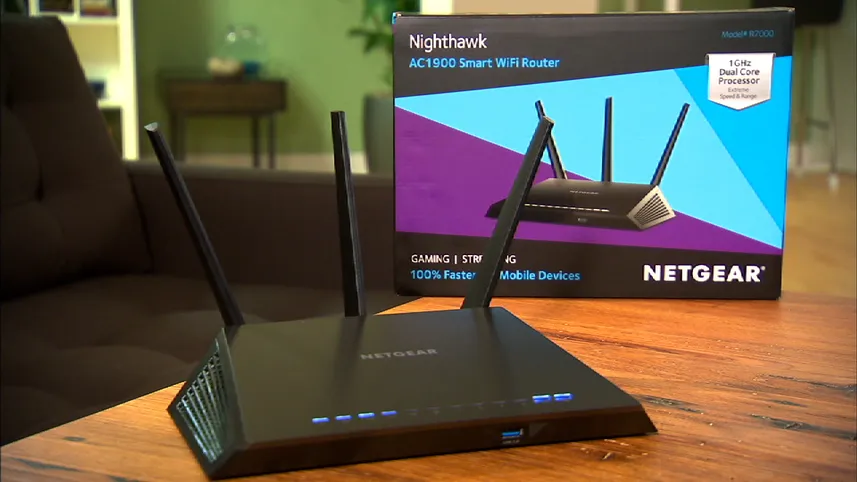 Nighthawk
AC1900 Smart WiFi Router
Model# R7000
1GHz
Dual Core
Processor
Extreme
Speed & Range
GAMING | STREAMING
100% Faster Mobile Devices
NETGEAR
NETGEAR